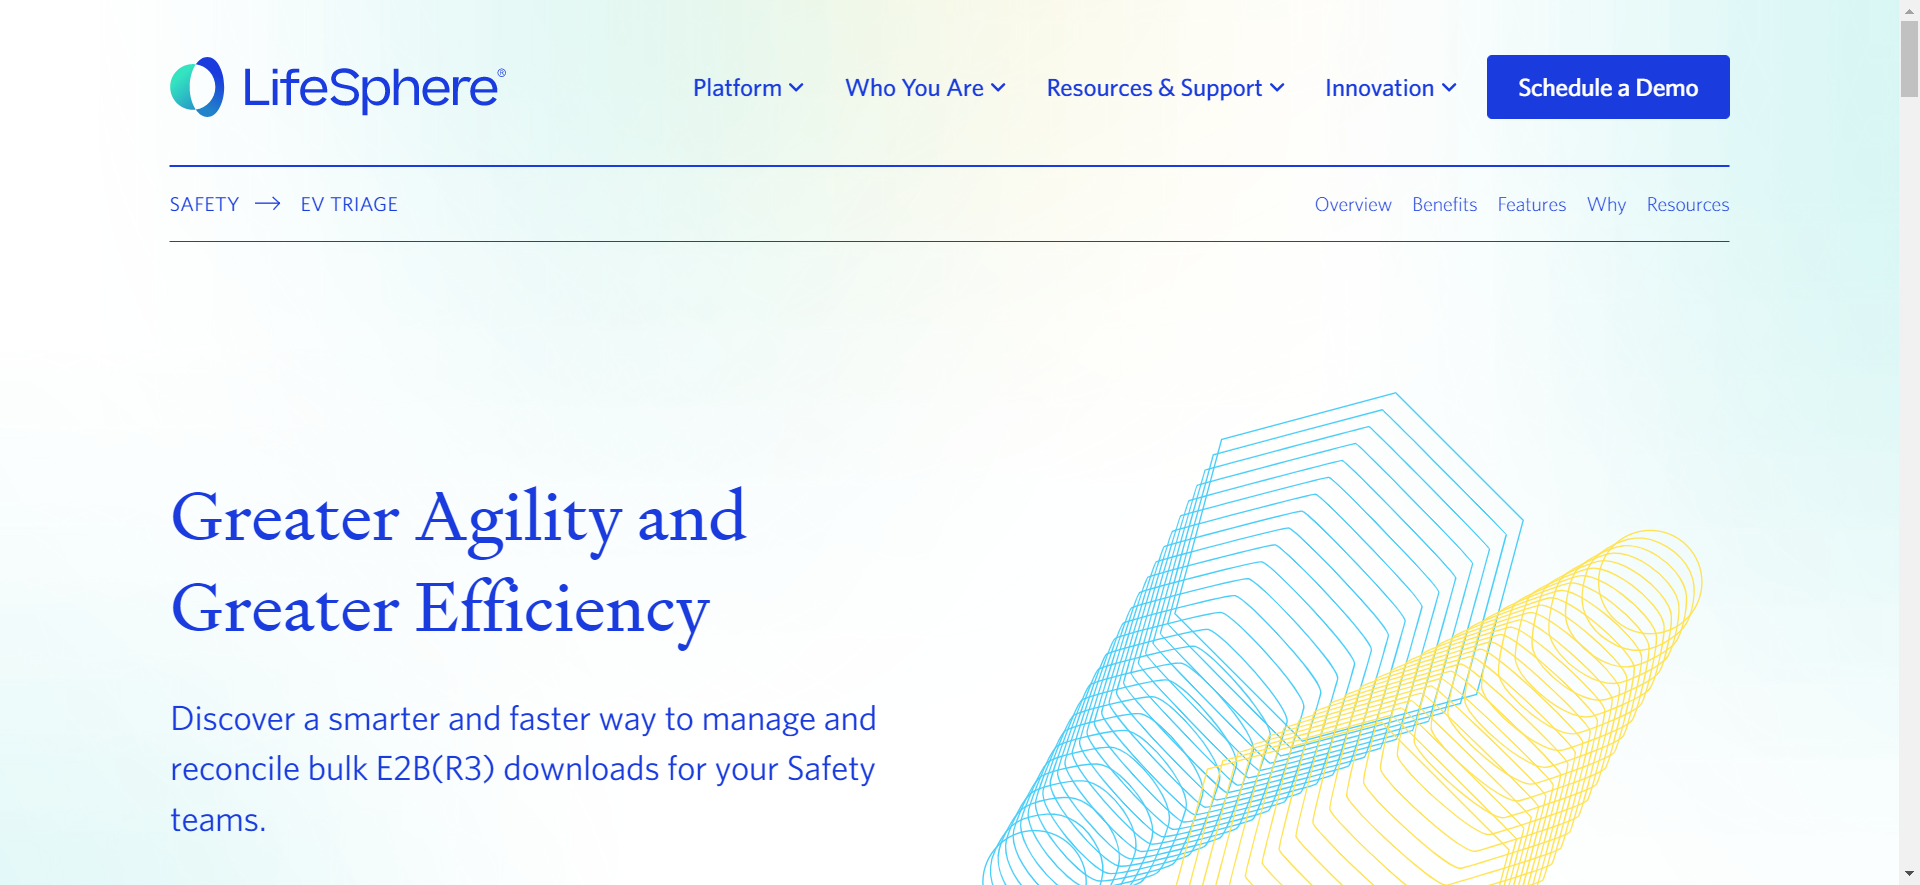 LifeSphere®
Platform
Who You Are
Resources & Support
Innovation
Schedule a Demo
SAFETY → EV TRIAGE
Overview
Benefits
Features
Why
Resources
Greater Agility and
Greater Efficiency
Discover a smarter and faster way to manage and
reconcile bulk E2B(R3) downloads for your Safety
teams.